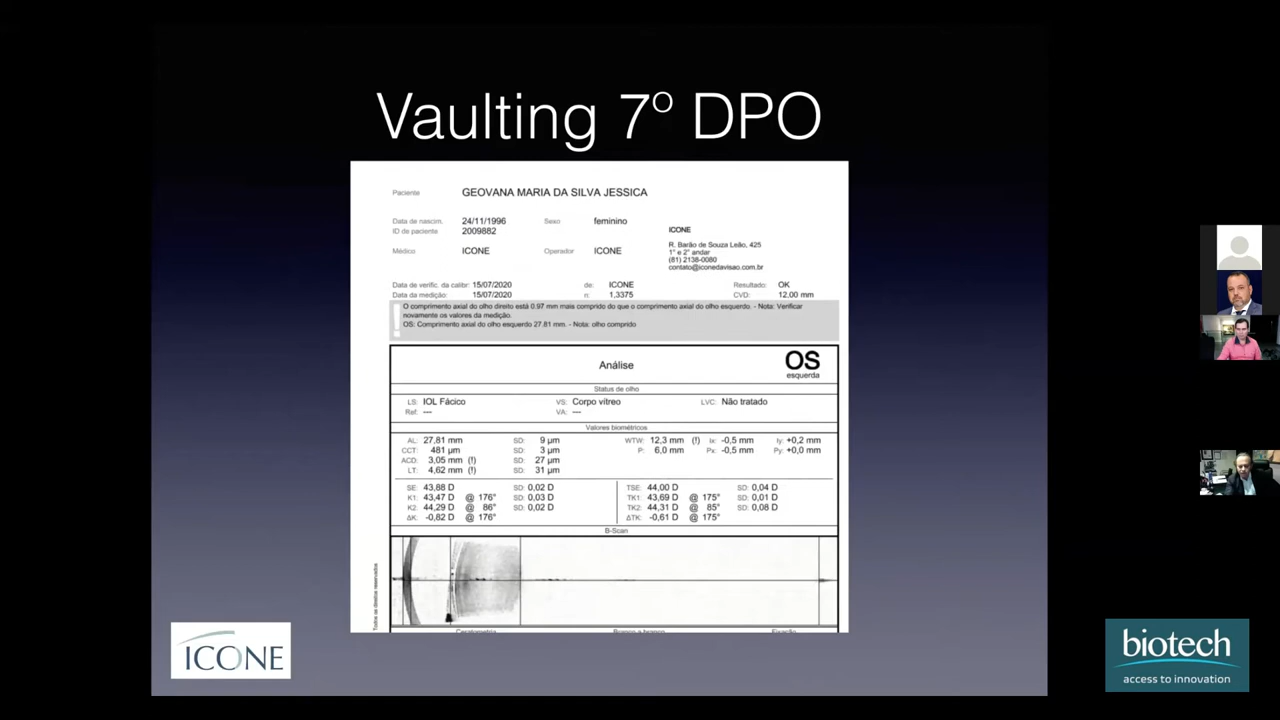 Vaulting 7º DPO
Paciente GEOVANA MARIA DA SILVA JESSICA
Data de nascim. 24/11/1996 Sexo feminino
ID de paciente 2009882
ICONE
Médico ICONE Operador ICONE
R. Barão de Souza Leão, 425
1° e 2° andar
(81) 2138-0080
contato@iconedavisao.com.br
Data de verific. da calibr: 15/07/2020 de: ICONE Resultado: OK
Data da medição: 15/07/2020 n: 1,3375 CVD: 12,00 mm
! O comprimento axial do olho direito está 0.97 mm mais comprido do que o comprimento axial do olho esquerdo. - Nota: Verificar
novamente os valores da medição.
OS: Comprimento axial do olho esquerdo 27.81 mm. - Nota: olho comprido
Análise OS
esquerda
Status de olho
LS: IOL Fácico VS: Corpo vítreo LVC: Não tratado
Ref: --- VA: ---
Valores biométricos
AL: 27,81 mm SD: 9 µm WTW: 12,3 mm (!) Ix: -0,5 mm Iy: +0,2 mm
CCT: 481 µm SD: 3 µm P: 6,0 mm Px: -0,5 mm Py: +0,0 mm
ACD: 3,05 mm (!) SD: 27 µm
LT: 4,62 mm (!) SD: 31 µm
SE: 43,88 D SD: 0,02 D TSE: 44,00 D SD: 0,04 D
K1: 43,47 D @ 176° SD: 0,03 D TK1: 43,69 D @ 175° SD: 0,01 D
K2: 44,29 D @ 86° SD: 0,02 D TK2: 44,31 D @ 85° SD: 0,08 D
ΔK: -0,82 D @ 176° ΔTK: -0,61 D @ 175°
B-Scan
Todos os direitos reservados
ICONE
biotech
access to innovation